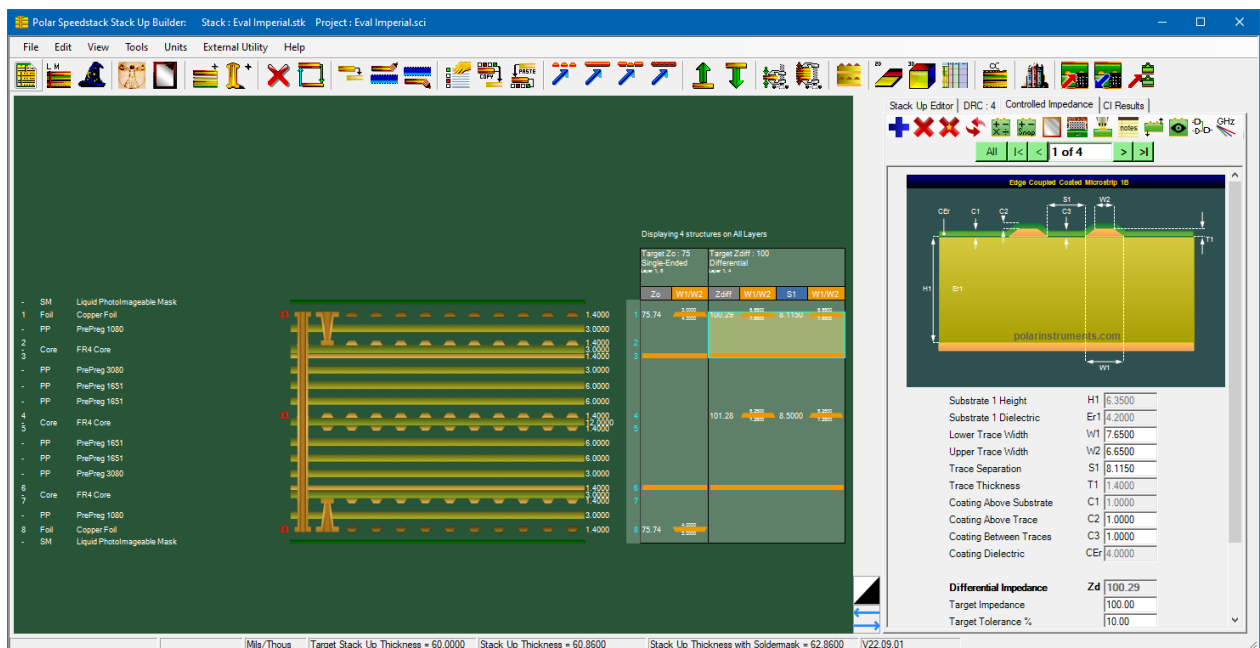 Polar Speedstack Stack Up Builder: Stack : Eval Imperial.stk Project : Eval Imperial.sci
File Edit View Tools Units External Utility Help
Stack Up Editor DRC : 4 Controlled Impedance CI Results
All |< < 1 of 4 > >|
Edge Coupled Coated Microstrip 1B
CEr C1 C2 S1 C3 W2 T1
H1 Er1
polarinstruments.com
W1
Substrate 1 Height H1 6.3500
Substrate 1 Dielectric Er1 4.2000
Lower Trace Width W1 7.6500
Upper Trace Width W2 6.6500
Trace Separation S1 8.1150
Trace Thickness T1 1.4000
Coating Above Substrate C1 1.0000
Coating Above Trace C2 1.0000
Coating Between Traces C3 1.0000
Coating Dielectric CEr 4.0000
Differential Impedance Zd 100.29
Target Impedance 100.00
Target Tolerance % 10.00
Displaying 4 structures on All Layers
Target Zo : 75 Target Zdiff : 100
Single-Ended Differential
Layer 1, 8 Layer 1, 4
Zo W1/W2 Zdiff W1/W2 S1 W1/W2
- SM Liquid PhotoImageable Mask
1 Foil Copper Foil 1.4000 1 75.74 100.29 8.1150
- PP PrePreg 1080 3.0000
2 1.4000 2
- Core FR4 Core 3.0000
3 1.4000 3
- PP PrePreg 3080 3.0000
- PP PrePreg 1651 6.0000
- PP PrePreg 1651 6.0000
4 1.4000 4 101.28 8.5000
- Core FR4 Core 12.0000
5 1.4000 5
- PP PrePreg 1651 6.0000
- PP PrePreg 1651 6.0000
- PP PrePreg 3080 3.0000
6 1.4000 6
- Core FR4 Core 3.0000
7 1.4000 7
- PP PrePreg 1080 3.0000
8 Foil Copper Foil 1.4000 8 75.74
- SM Liquid PhotoImageable Mask
Mils/Thous Target Stack Up Thickness = 60.0000 Stack Up Thickness = 60.8600 Stack Up Thickness with Soldermask = 62.8600 V22.09.01